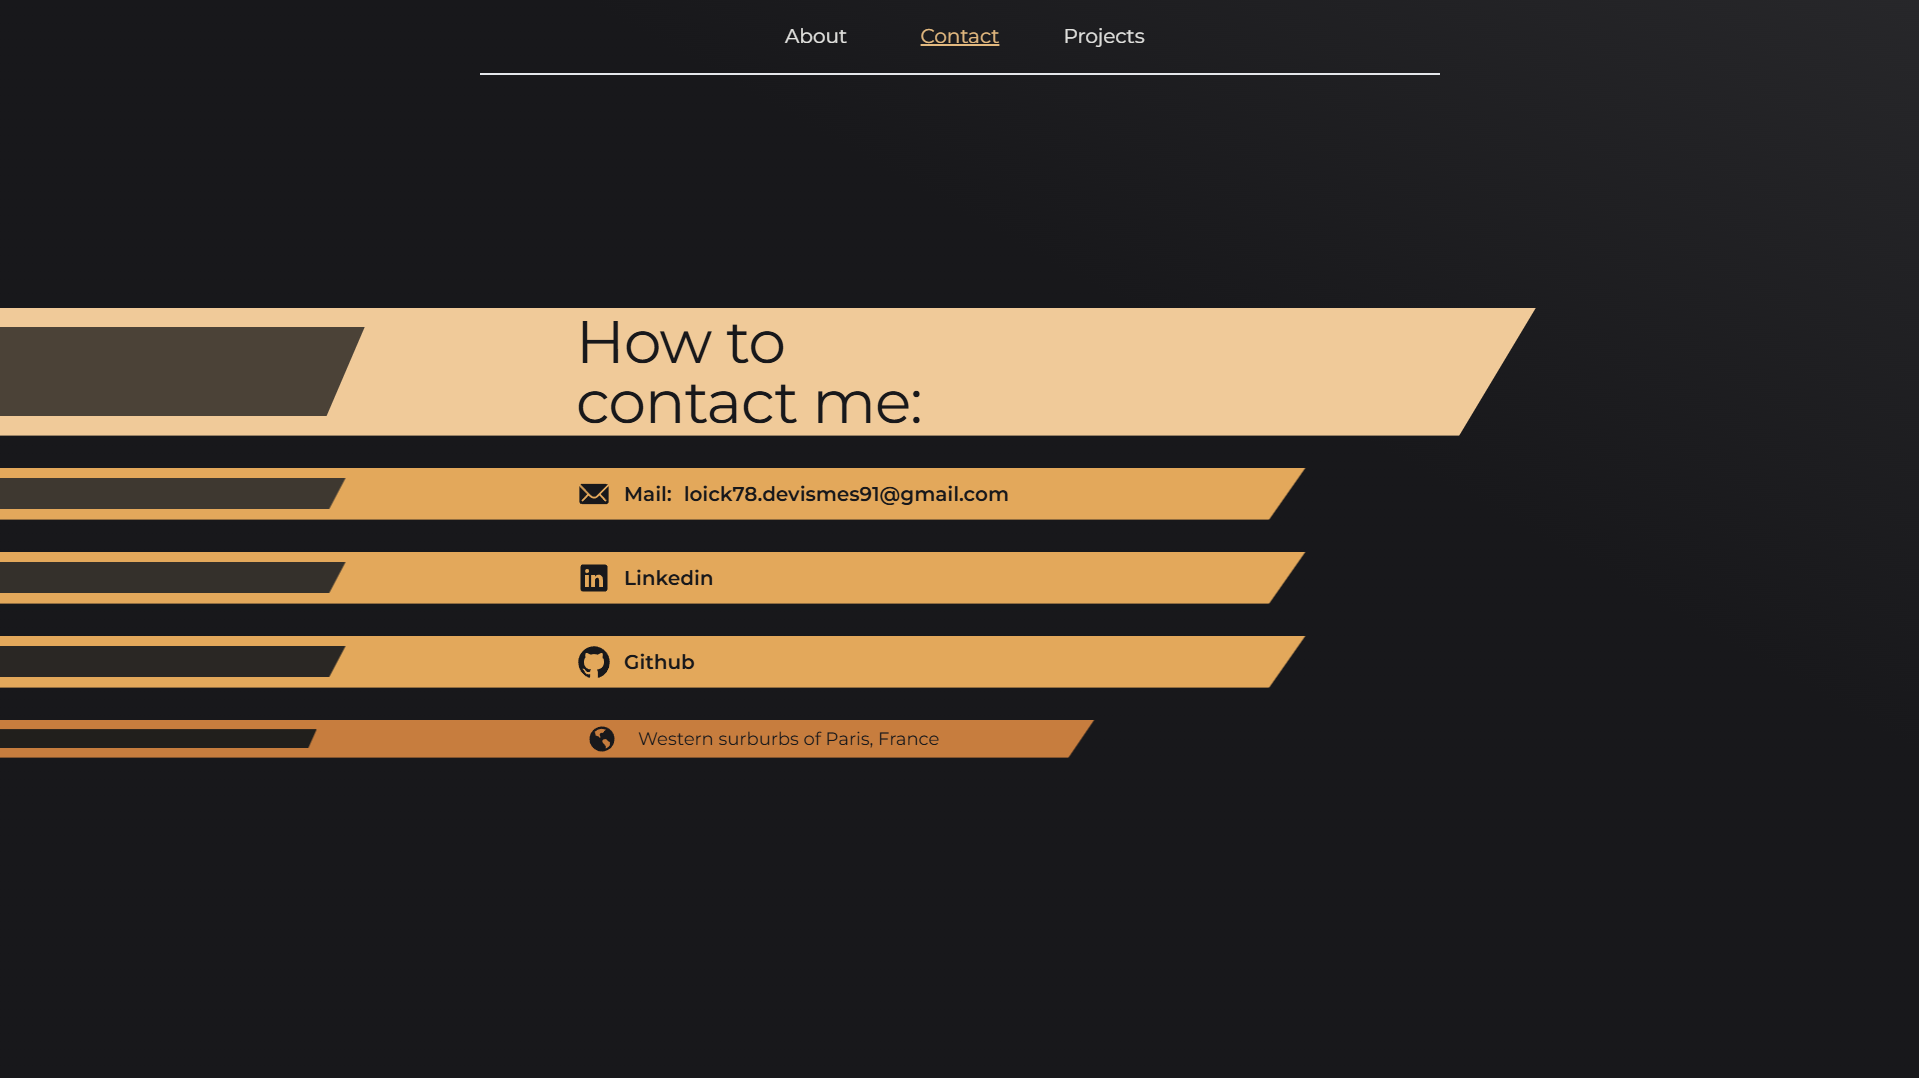 About Contact Projects
How to
contact me:
Mail: loick78.devismes91@gmail.com
Linkedin
Github
Western surburbs of Paris, France